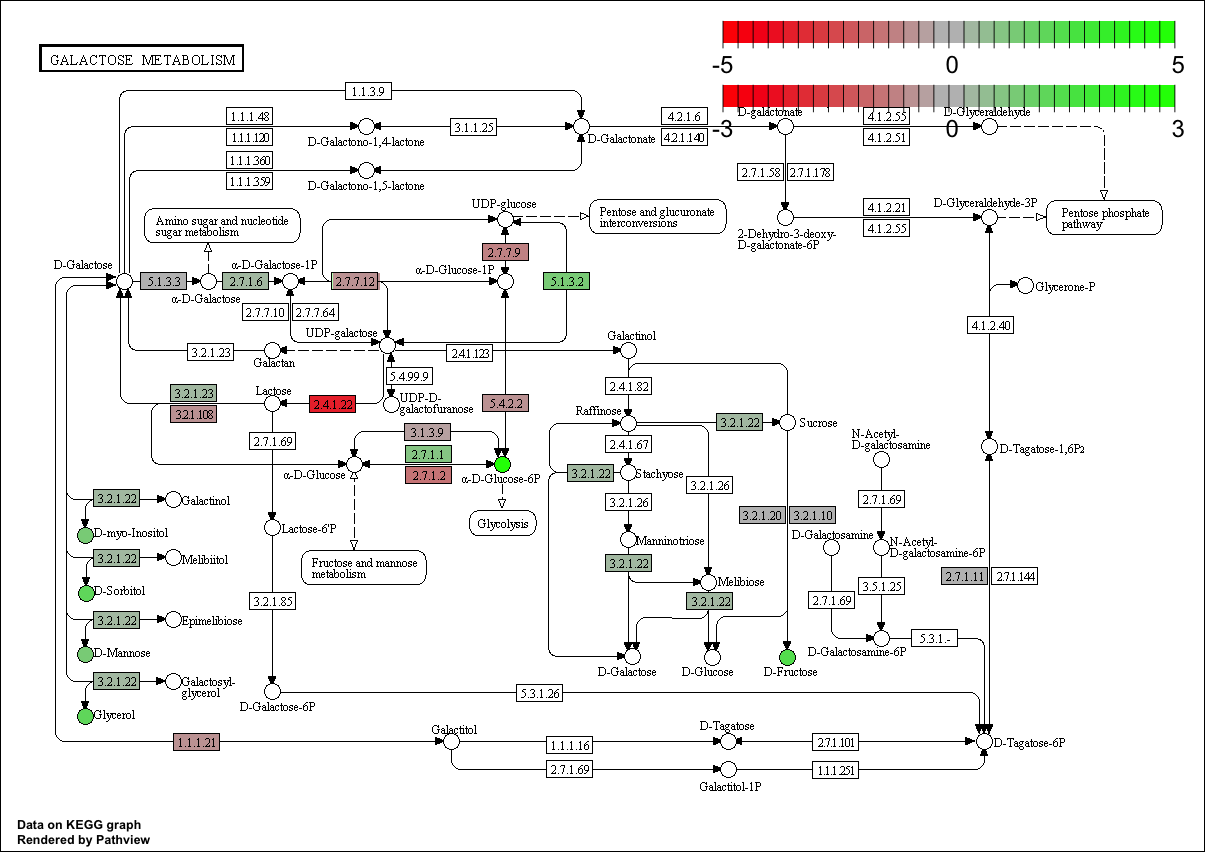 GALACTOSE METABOLISM
-5
0
5
-3
0
3
1.1.3.9
1.1.1.48
1.1.1.120
D-Galactono-1,4-lactone
3.1.1.25
D-Galactonate
4.2.1.6
4.2.1.140
D-galactonate
4.1.2.55
4.1.2.51
D-Glyceraldehyde
1.1.1.360
1.1.1.359
D-Galactono-1,5-lactone
2.7.1.58
2.7.1.178
UDP-glucose
Pentose and glucuronate
interconversions
Amino sugar and nucleotide
sugar metabolism
4.1.2.21
4.1.2.55
D-Glyceraldehyde-3P
Pentose phosphate
pathway
2-Dehydro-3-deoxy-
D-galactonate-6P
2.7.7.9
D-Galactose
5.1.3.3
α-D-Galactose
2.7.1.6
α-D-Galactose-1P
2.7.7.12
α-D-Glucose-1P
5.1.3.2
Glycerone-P
2.7.7.10
2.7.7.64
4.1.2.40
UDP-galactose
Galactinol
3.2.1.23
Galactan
2.4.1.123
5.4.99.9
2.4.1.82
3.2.1.23
3.2.1.108
Lactose
2.4.1.22
UDP-D-
galactofuranose
5.4.2.2
Raffinose
3.2.1.22
Sucrose
2.7.1.69
3.1.3.9
2.7.1.1
2.7.1.2
2.4.1.67
N-Acetyl-
D-galactosamine
D-Tagatose-1,6P2
α-D-Glucose
α-D-Glucose-6P
3.2.1.22
Stachyose
3.2.1.26
3.2.1.22
Galactinol
3.2.1.26
2.7.1.69
Glycolysis
3.2.1.20
3.2.1.10
Lactose-6'P
D-myo-Inositol
Manninotriose
D-Galactosamine
N-Acetyl-
D-galactosamine-6P
3.2.1.22
Melibiitol
Fructose and mannose
metabolism
3.2.1.22
Melibiose
2.7.1.11
2.7.1.144
D-Sorbitol
3.2.1.85
3.2.1.22
2.7.1.69
3.5.1.25
3.2.1.22
Epimelibiose
5.3.1.-
D-Mannose
D-Galactosamine-6P
D-Galactose
D-Glucose
D-Fructose
3.2.1.22
Galactosyl-
glycerol
5.3.1.26
D-Galactose-6P
Glycerol
1.1.1.21
Galactitol
1.1.1.16
D-Tagatose
2.7.1.101
D-Tagatose-6P
2.7.1.69
Galactitol-1P
1.1.1.251
Data on KEGG graph
Rendered by Pathview